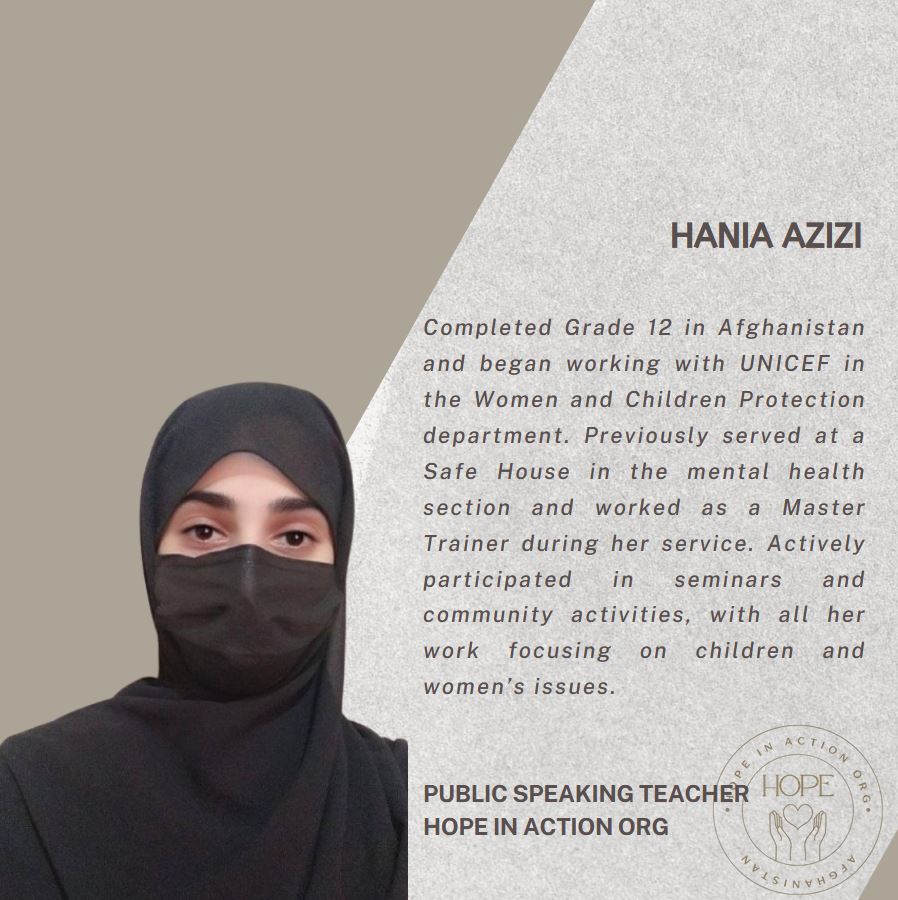 HANIA AZIZI
Completed Grade 12 in Afghanistan
and began working with UNICEF in
the Women and Children Protection
department. Previously served at a
Safe House in the mental health
section and worked as a Master
Trainer during her service. Actively
participated in seminars and
community activities, with all her
work focusing on children and
women's issues.
PUBLIC SPEAKING TEACHER
HOPE IN ACTION ORG
HOPE IN ACTION ORG
HOPE
AFGHANISTAN